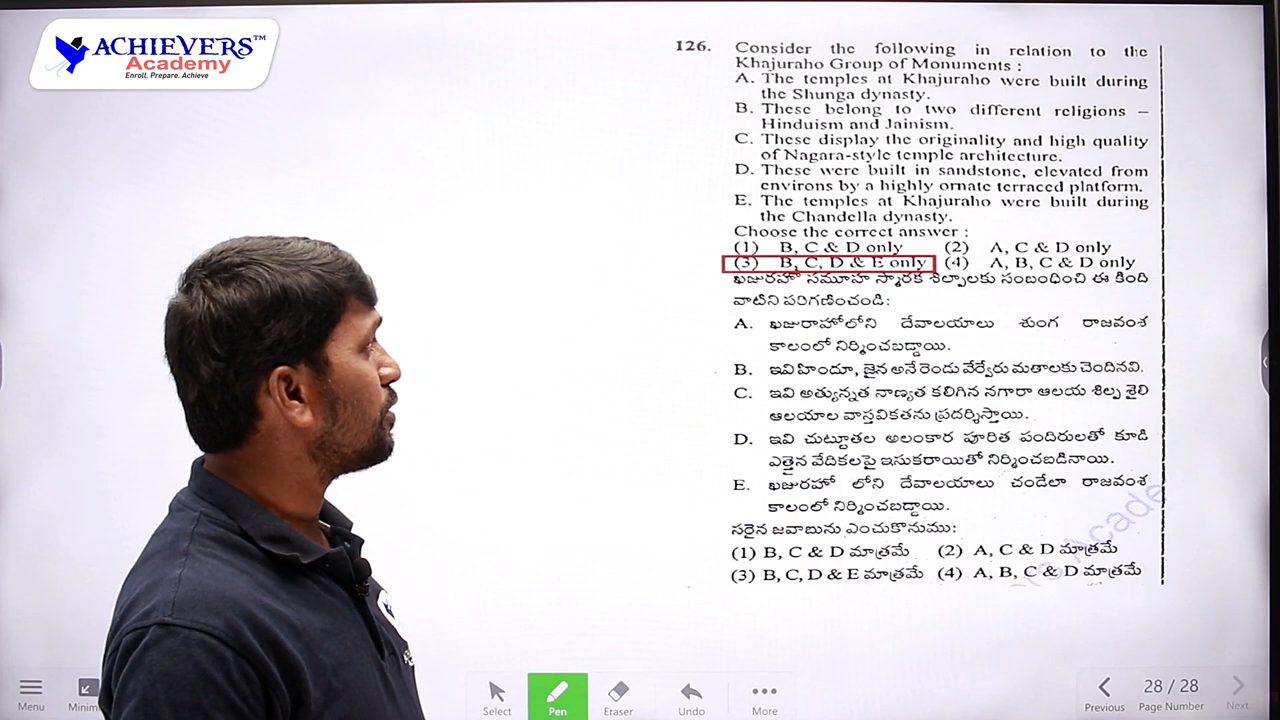 ACHIEVERS™
Academy
Enroll. Prepare. Achieve
126. Consider the following in relation to the
Khajuraho Group of Monuments :
A. The temples at Khajuraho were built during
the Shunga dynasty.
B. These belong to two different religions –
Hinduism and Jainism.
C. These display the originality and high quality
of Nagara-style temple architecture.
D. These were built in sandstone, elevated from
environs by a highly ornate terraced platform.
E. The temples at Khajuraho were built during
the Chandella dynasty.
Choose the correct answer :
(1) B, C & D only (2) A, C & D only
(3) B, C, D & E only (4) A, B, C & D only
ఖజురహో సమూహ స్మారక శిల్పాలకు సంబంధించి ఈ కింది
వాటిని పరిగణించండి:
A. ఖజురాహోలోని దేవాలయాలు శుంగ రాజవంశ
కాలంలో నిర్మించబడ్డాయి.
B. ఇవి హిందూ, జైన అనే రెండు వేర్వేరు మతాలకు చెందినవి.
C. ఇవి అత్యున్నత నాణ్యత కలిగిన నగారా ఆలయ శిల్ప శైలి
ఆలయాల వాస్తవికతను ప్రదర్శిస్తాయి.
D. ఇవి చుట్టూతల అలంకార పూరిత పందిరులతో కూడి
ఎత్తైన వేదికలపై ఇసుకరాయితో నిర్మించబడినాయి.
E. ఖజురహో లోని దేవాలయాలు చండేలా రాజవంశ
కాలంలో నిర్మించబడ్డాయి.
సరైన జవాబును ఎంచుకొనుము:
(1) B, C & D మాత్రమే (2) A, C & D మాత్రమే
(3) B, C, D & E మాత్రమే (4) A, B, C & D మాత్రమే
Menu
Select
Pen
Eraser
Undo
More
Previous
28 / 28
Page Number
Next